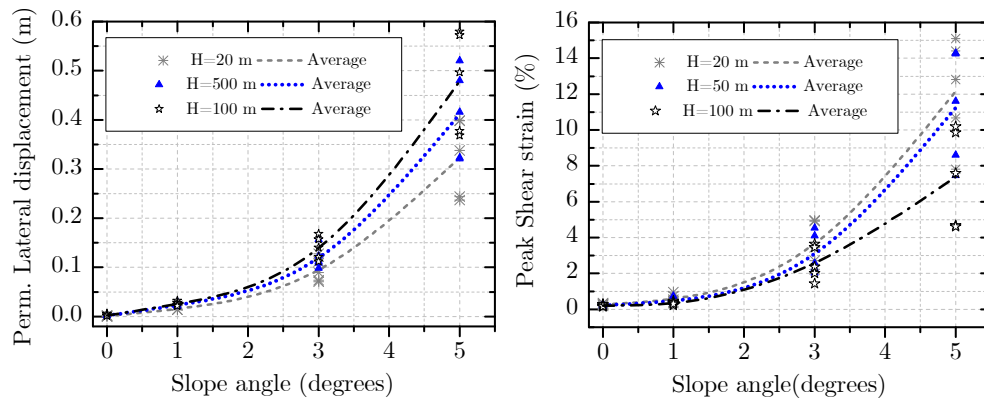 Perm. Lateral displacement (m)
0.6
0.5
0.4
0.3
0.2
0.1
0.0
H=20 m Average
H=500 m Average
H=100 m Average
0 1 2 3 4 5
Slope angle (degrees)
Peak Shear strain (%)
16
14
12
10
8
6
4
2
0
H=20 m Average
H=50 m Average
H=100 m Average
0 1 2 3 4 5
Slope angle(degrees)